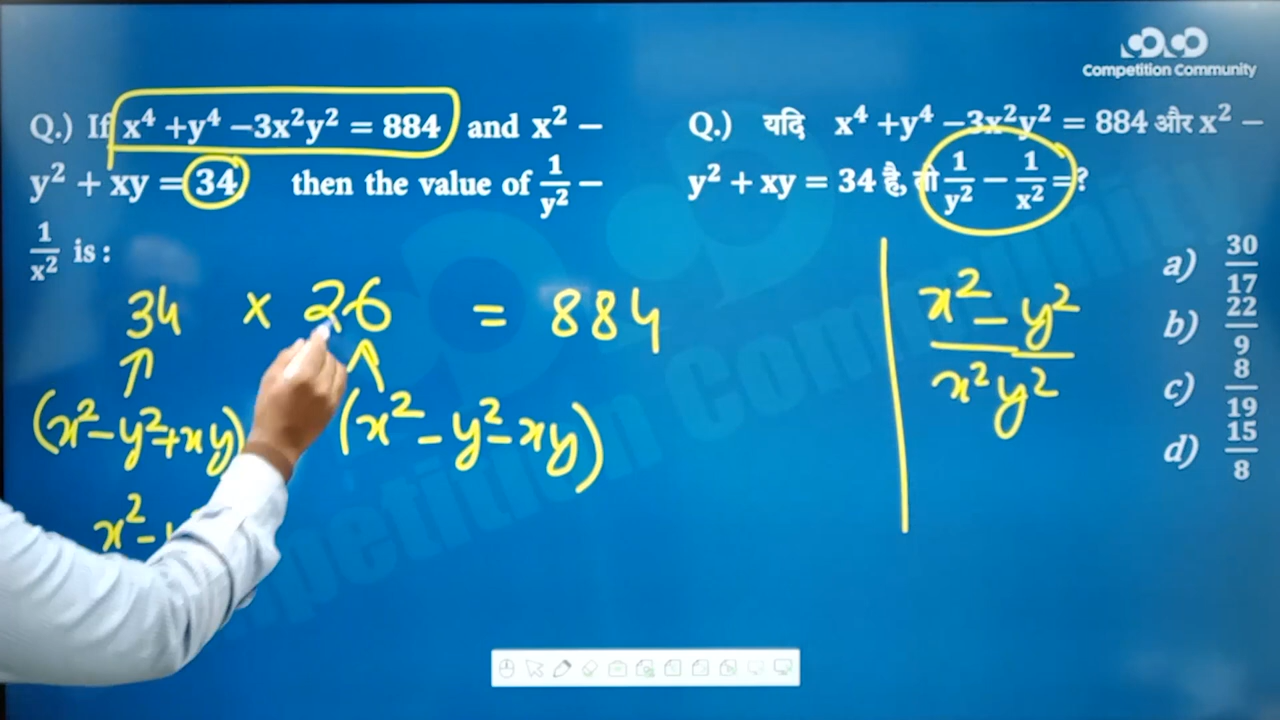 Competition Community
Q.) If x⁴ +y⁴ −3x²y² = 884 and x² −
y² + xy = 34 then the value of 1/y² −
1/x² is :
Q.) यदि x⁴ +y⁴ −3x²y² = 884 और x² −
y² + xy = 34 है, तो 1/y² − 1/x² = ?
a) 30/17
b) 22/9
c) 8/19
d) 15/8
34 × 26 = 884
(x²−y²+xy) (x²−y²−xy)
x²−
x²−y²/x²y²